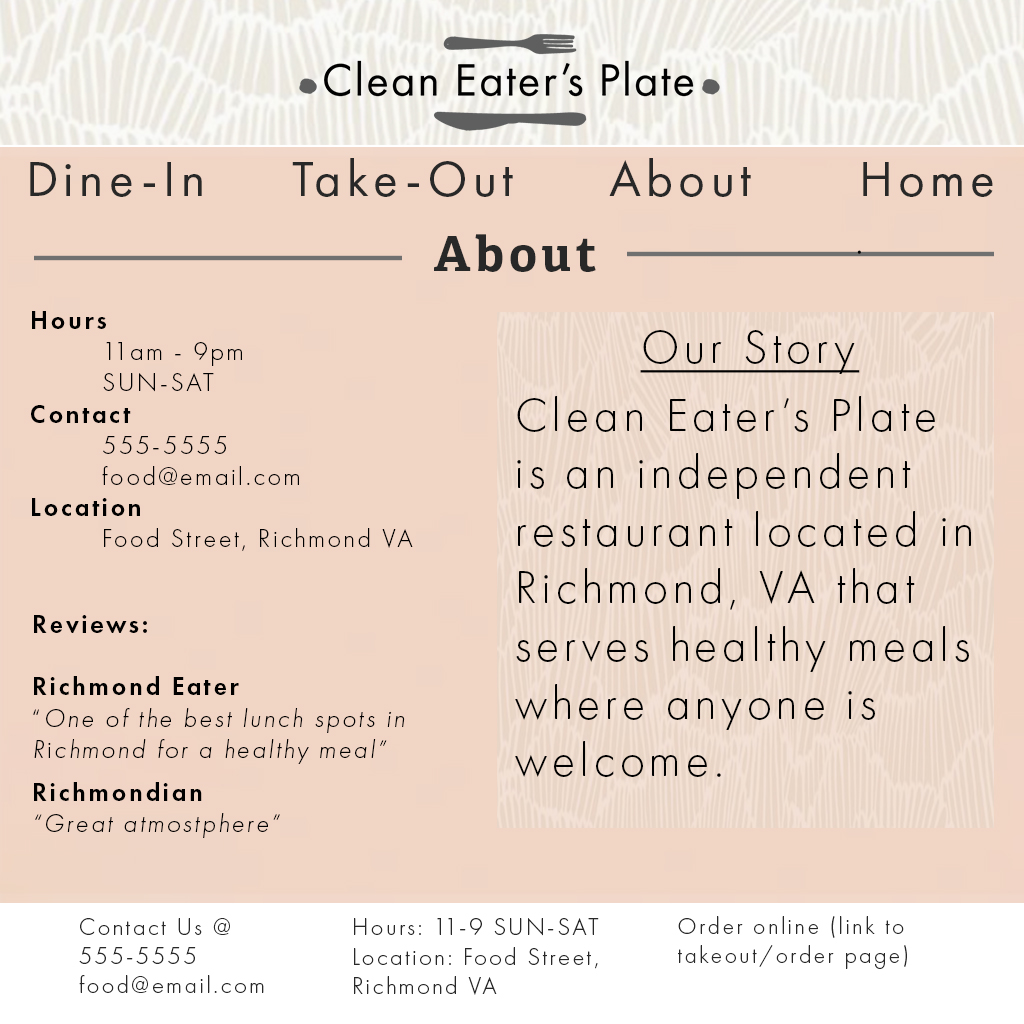 Clean Eater’s Plate
Dine-In Take-Out About Home
About
Hours
11am - 9pm
SUN-SAT
Contact
555-5555
food@email.com
Location
Food Street, Richmond VA
Reviews:
Richmond Eater
“One of the best lunch spots in
Richmond for a healthy meal”
Richmondian
“Great atmostphere”
Our Story
Clean Eater’s Plate
is an independent
restaurant located in
Richmond, VA that
serves healthy meals
where anyone is
welcome.
Contact Us @
555-5555
food@email.com
Hours: 11-9 SUN-SAT
Location: Food Street,
Richmond VA
Order online (link to
takeout/order page)